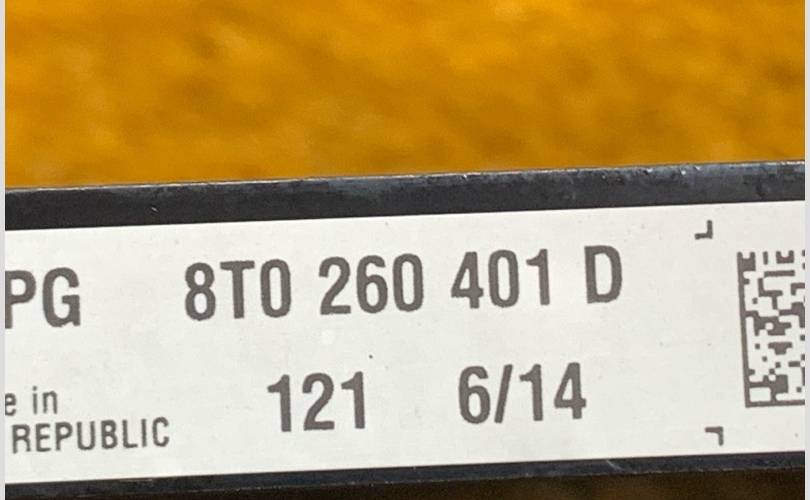 PG 8T0 260 401 D
e in 121 6/14
REPUBLIC